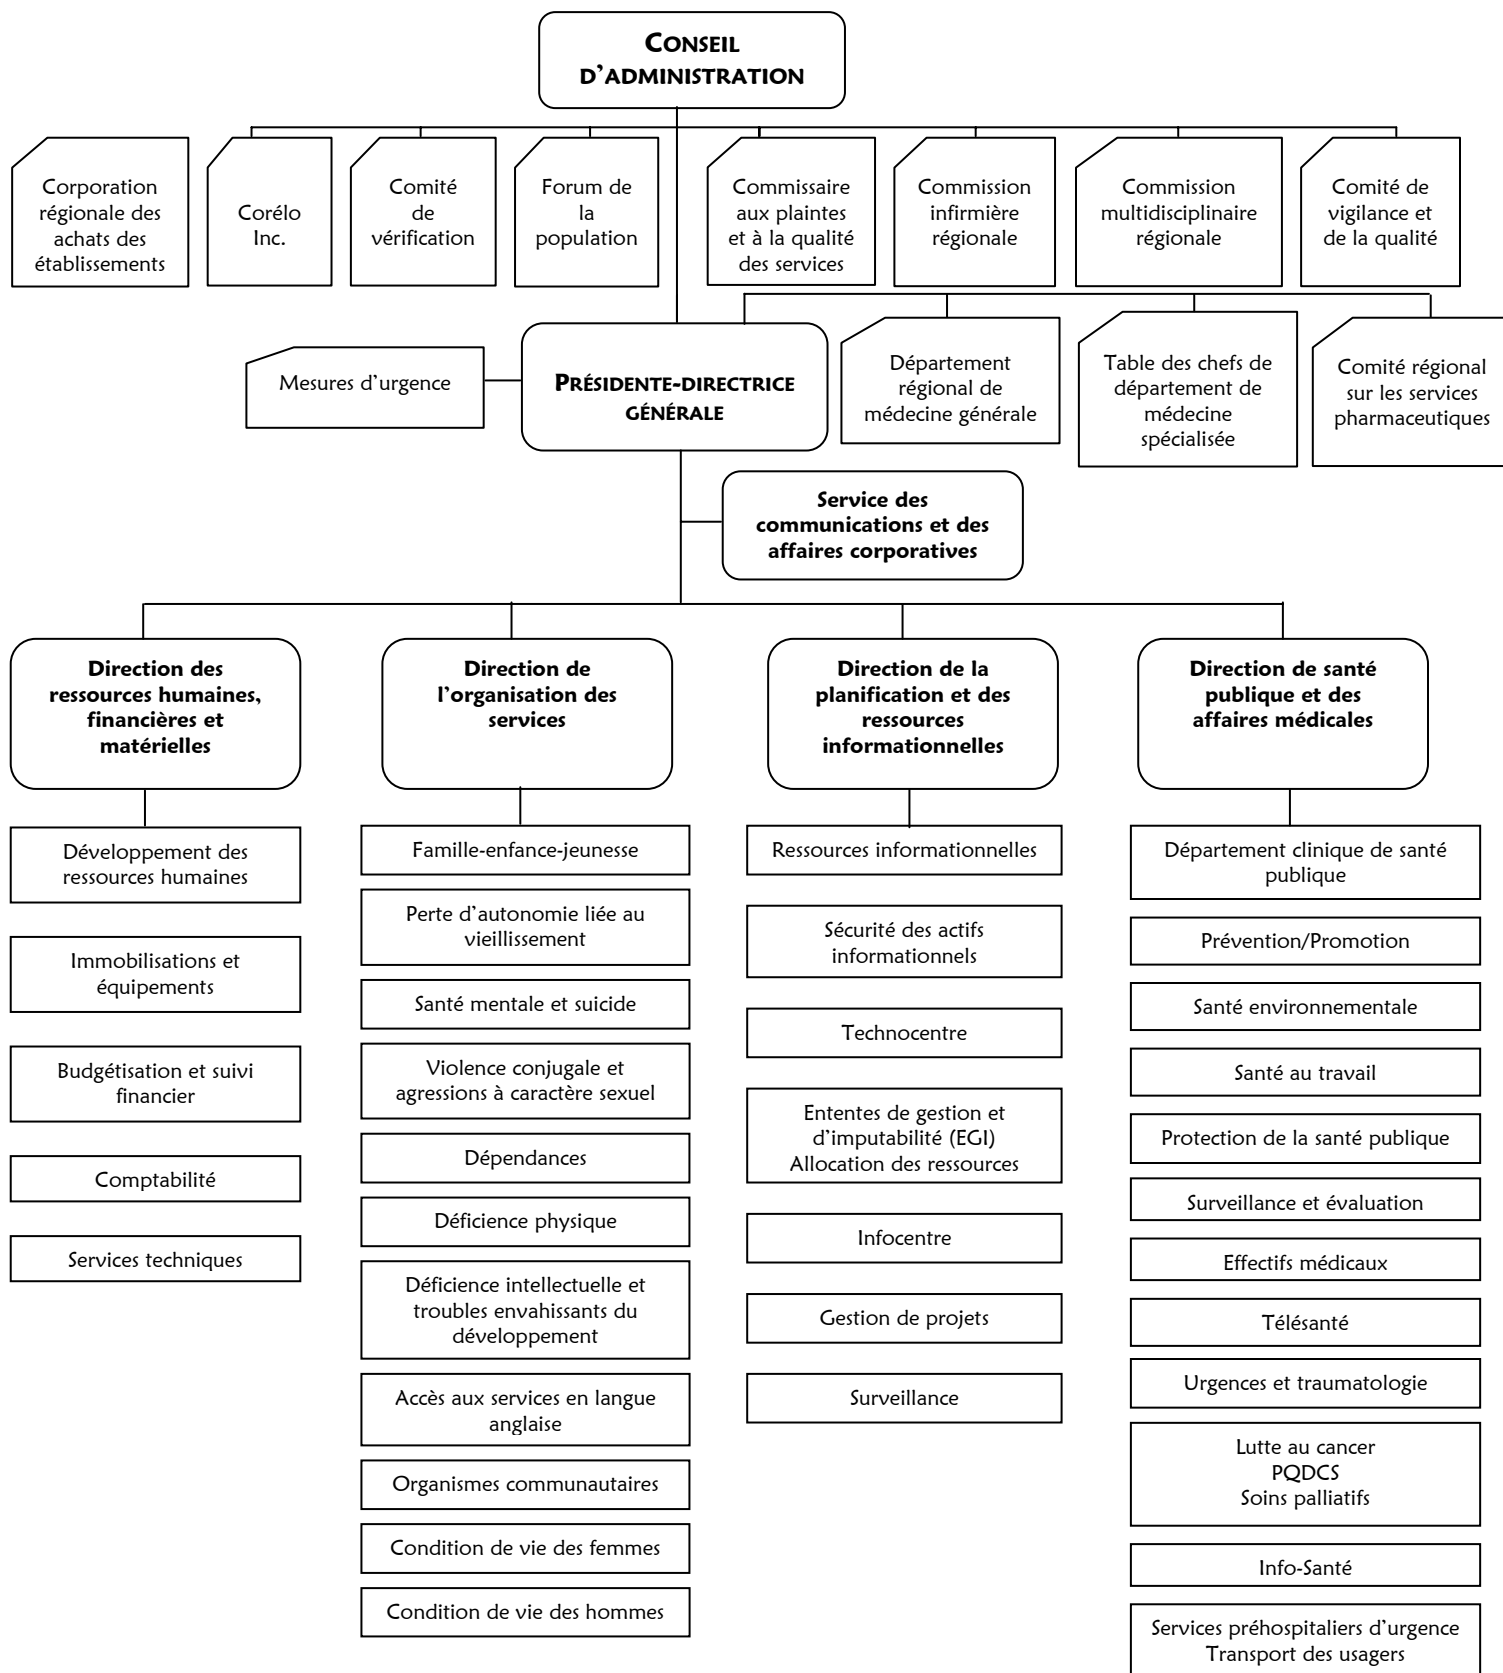 CONSEIL
D'ADMINISTRATION
Corporation
régionale des
achats des
établissements
Corélo
Inc.
Comité
de
vérification
Forum de
la
population
Commissaire
aux plaintes
et à la qualité
des services
Commission
infirmière
régionale
Commission
multidisciplinaire
régionale
Comité de
vigilance et
de la qualité
Mesures d'urgence
PRÉSIDENTE-DIRECTRICE
GÉNÉRALE
Département
régional de
médecine générale
Table des chefs de
département de
médecine
spécialisée
Comité régional
sur les services
pharmaceutiques
Service des
communications et des
affaires corporatives
Direction des
ressources humaines,
financières et
matérielles
Direction de
l'organisation des
services
Direction de la
planification et des
ressources
informationnelles
Direction de santé
publique et des
affaires médicales
Développement des
ressources humaines
Immobilisations et
équipements
Budgétisation et suivi
financier
Comptabilité
Services techniques
Famille-enfance-jeunesse
Perte d'autonomie liée au
vieillissement
Santé mentale et suicide
Violence conjugale et
agressions à caractère sexuel
Dépendances
Déficience physique
Déficience intellectuelle et
troubles envahissants du
développement
Accès aux services en langue
anglaise
Organismes communautaires
Condition de vie des femmes
Condition de vie des hommes
Ressources informationnelles
Sécurité des actifs
informationnels
Technocentre
Ententes de gestion et
d'imputabilité (EGI)
Allocation des ressources
Infocentre
Gestion de projets
Surveillance
Département clinique de santé
publique
Prévention/Promotion
Santé environnementale
Santé au travail
Protection de la santé publique
Surveillance et évaluation
Effectifs médicaux
Télésanté
Urgences et traumatologie
Lutte au cancer
PQDCS
Soins palliatifs
Info-Santé
Services préhospitaliers d'urgence
Transport des usagers